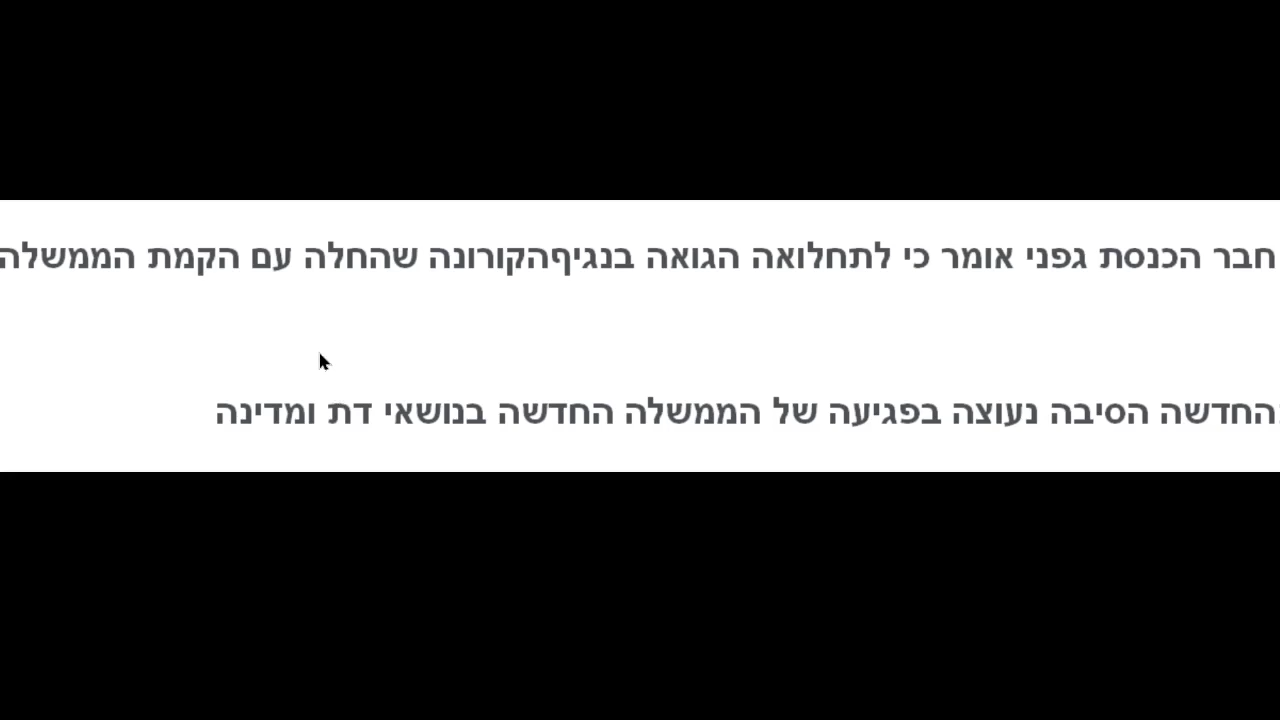 חבר הכנסת גפני אומר כי לתחלואה הגואה בנגיףהקורונה שהחלה עם הקמת הממשלה
החדשה הסיבה נעוצה בפגיעה של הממשלה החדשה בנושאי דת ומדינה